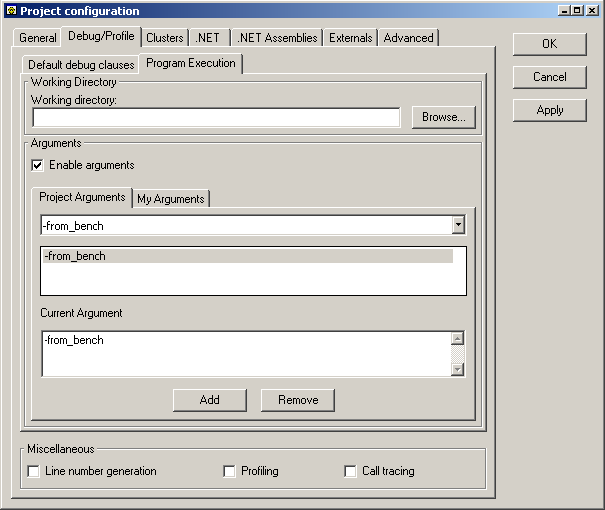 Project configuration
General Debug/Profile Clusters .NET .NET Assemblies Externals Advanced
OK
Cancel
Apply
Default debug clauses Program Execution
Working Directory
Working directory:
Browse...
Arguments
Enable arguments
Project Arguments My Arguments
-from_bench
-from_bench
Current Argument
-from_bench
Add Remove
Miscellaneous
Line number generation Profiling Call tracing